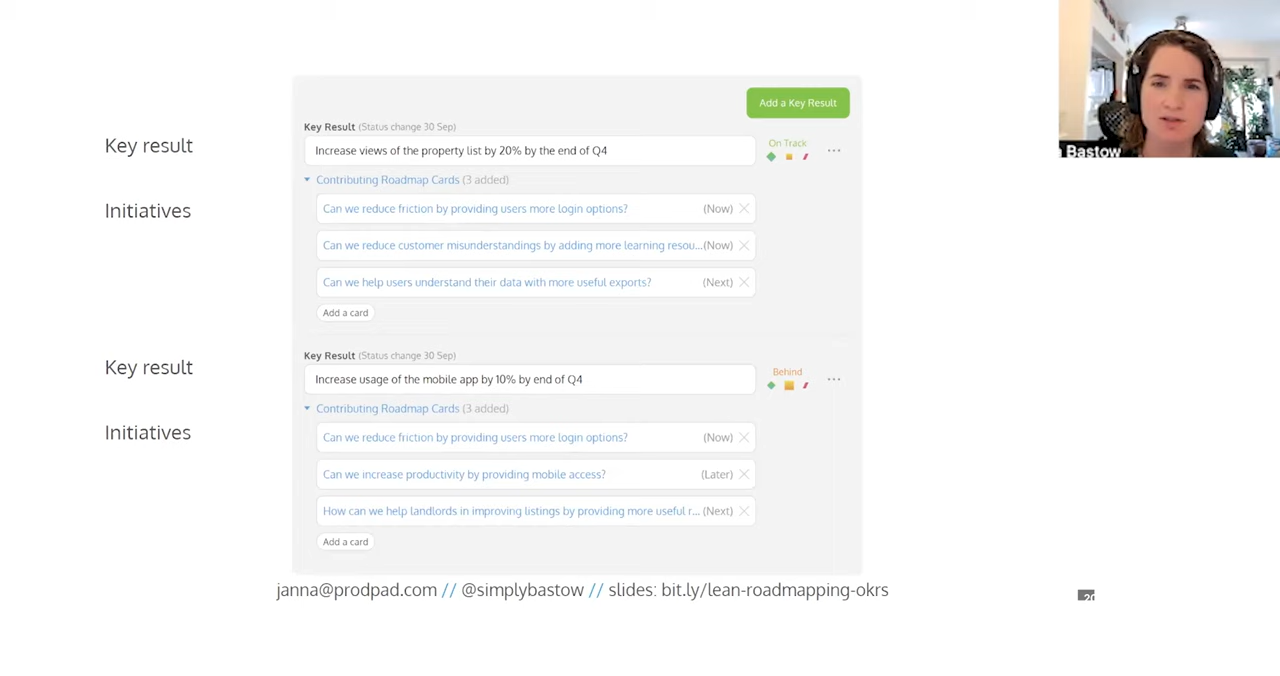 Add a Key Result
Key Result (Status change 30 Sep)
Key result
Increase views of the property list by 20% by the end of Q4
On Track
Contributing Roadmap Cards (3 added)
Initiatives
Can we reduce friction by providing users more login options? (Now)
Can we reduce customer misunderstandings by adding more learning resou... (Now)
Can we help users understand their data with more useful exports? (Next)
Add a card
Key Result (Status change 30 Sep)
Key result
Increase usage of the mobile app by 10% by end of Q4
Behind
Contributing Roadmap Cards (3 added)
Initiatives
Can we reduce friction by providing users more login options? (Now)
Can we increase productivity by providing mobile access? (Later)
How can we help landlords in improving listings by providing more useful r... (Next)
Add a card
janna@prodpad.com // @simplybastow // slides: bit.ly/lean-roadmapping-okrs
Bastow